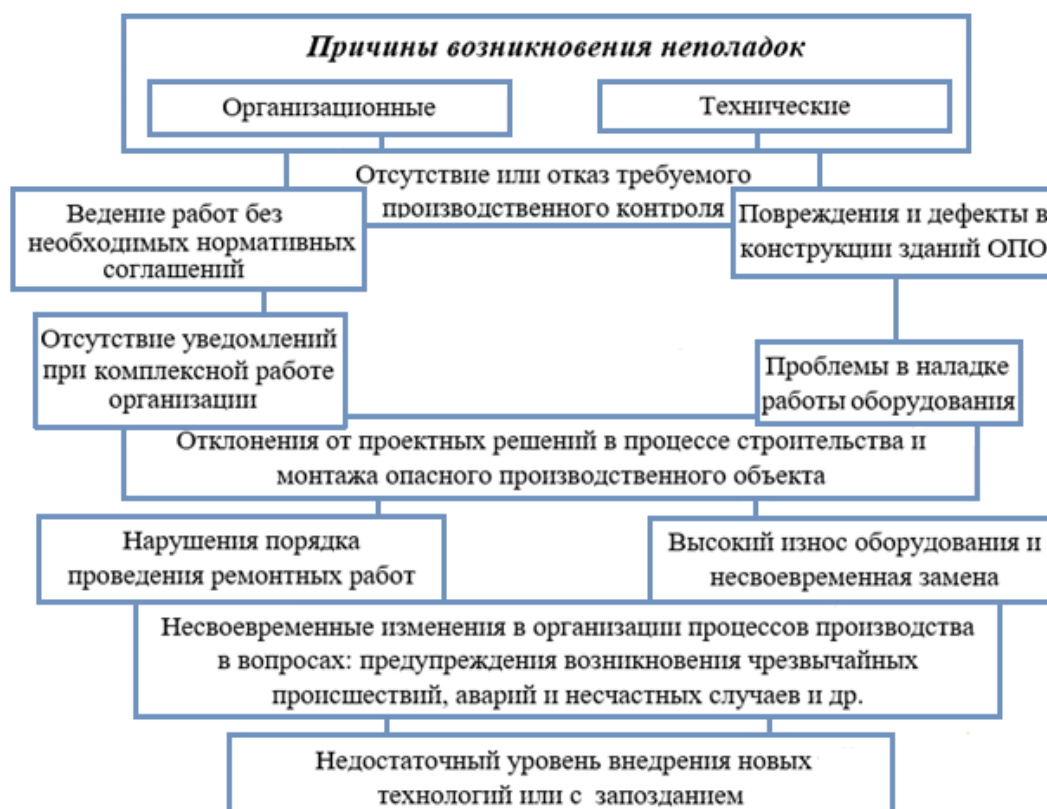 Причины возникновения неполадок
Организационные
Технические
Отсутствие или отказ требуемого
производственного контроля
Ведение работ без
необходимых нормативных
соглашений
Повреждения и дефекты в
конструкции зданий ОПО
Отсутствие уведомлений
при комплексной работе
организации
Проблемы в наладке
работы оборудования
Отклонения от проектных решений в процессе строительства и
монтажа опасного производственного объекта
Нарушения порядка
проведения ремонтных работ
Высокий износ оборудования и
несвоевременная замена
Несвоевременные изменения в организации процессов производства
в вопросах: предупреждения возникновения чрезвычайных
происшествий, аварий и несчастных случаев и др.
Недостаточный уровень внедрения новых
технологий или с запозданием